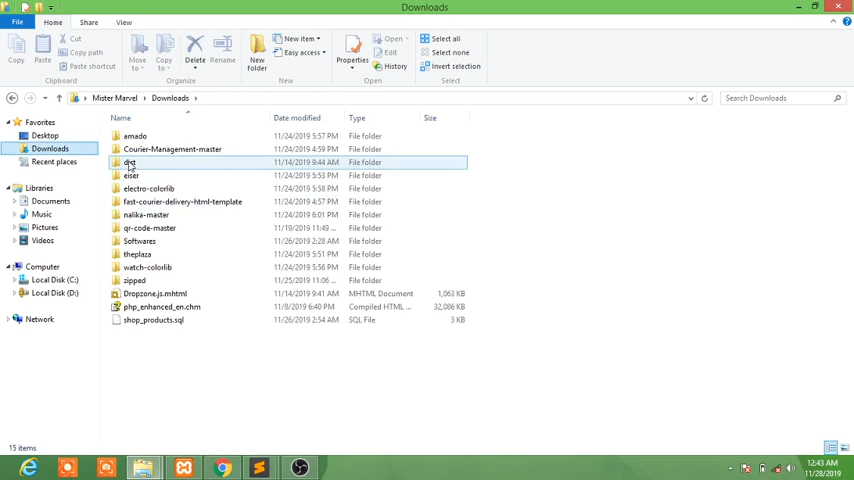 Downloads
File Home Share View
Copy Paste Cut Copy path Paste shortcut Clipboard
Move to Copy to Delete Rename Organize
New folder New item Easy access New
Properties Open Edit History Open
Select all Select none Invert selection Select
Mister Marvel Downloads Search Downloads
Favorites
Desktop
Downloads
Recent places
Libraries
Documents
Music
Pictures
Videos
Computer
Local Disk (C:)
Local Disk (D:)
Network
Name Date modified Type Size
amado 11/24/2019 5:57 PM File folder
Courier-Management-master 11/24/2019 4:59 PM File folder
11/14/2019 9:44 AM File folder
eiser 11/24/2019 5:53 PM File folder
electro-colorlib 11/24/2019 5:58 PM File folder
fast-courier-delivery-html-template 11/24/2019 4:57 PM File folder
nalika-master 11/24/2019 6:01 PM File folder
qr-code-master 11/19/2019 11:49 ... File folder
Softwares 11/26/2019 2:28 AM File folder
theplaza 11/24/2019 5:51 PM File folder
watch-colorlib 11/24/2019 5:56 PM File folder
zipped 11/25/2019 11:06 ... File folder
Dropzone.js.mhtml 11/14/2019 9:41 AM MHTML Document 1,063 KB
php_enhanced_en.chm 11/8/2019 6:40 PM Compiled HTML ... 32,086 KB
shop_products.sql 11/26/2019 2:54 AM SQL File 3 KB
15 items
12:43 AM
11/28/2019